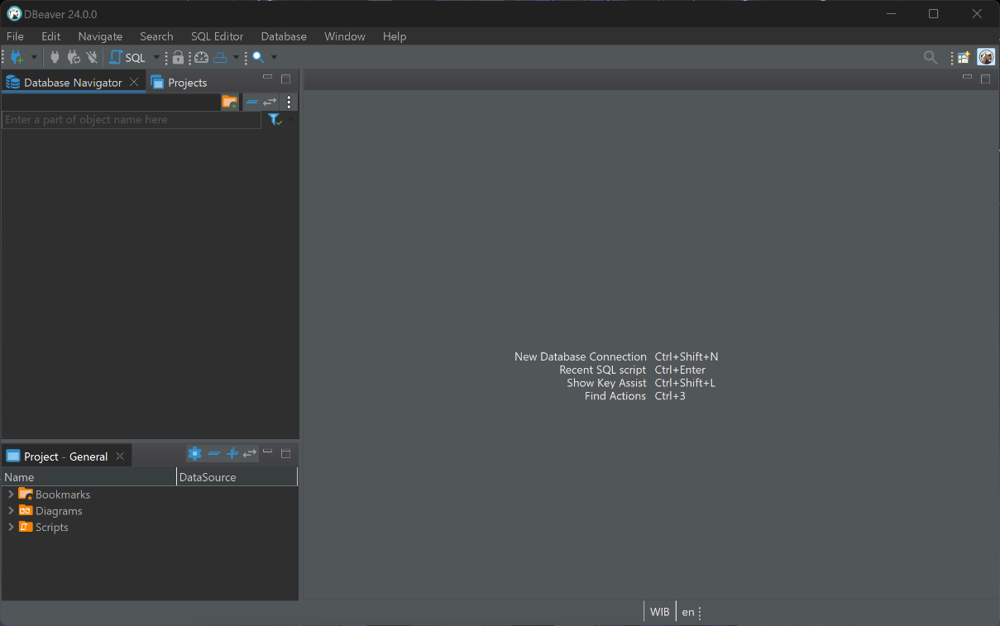 DBeaver 24.0.0
File Edit Navigate Search SQL Editor Database Window Help
SQL
Database Navigator Projects
Enter a part of object name here
New Database Connection Ctrl+Shift+N
Recent SQL script Ctrl+Enter
Show Key Assist Ctrl+Shift+L
Find Actions Ctrl+3
Project - General
Name DataSource
Bookmarks
Diagrams
Scripts
WIB en